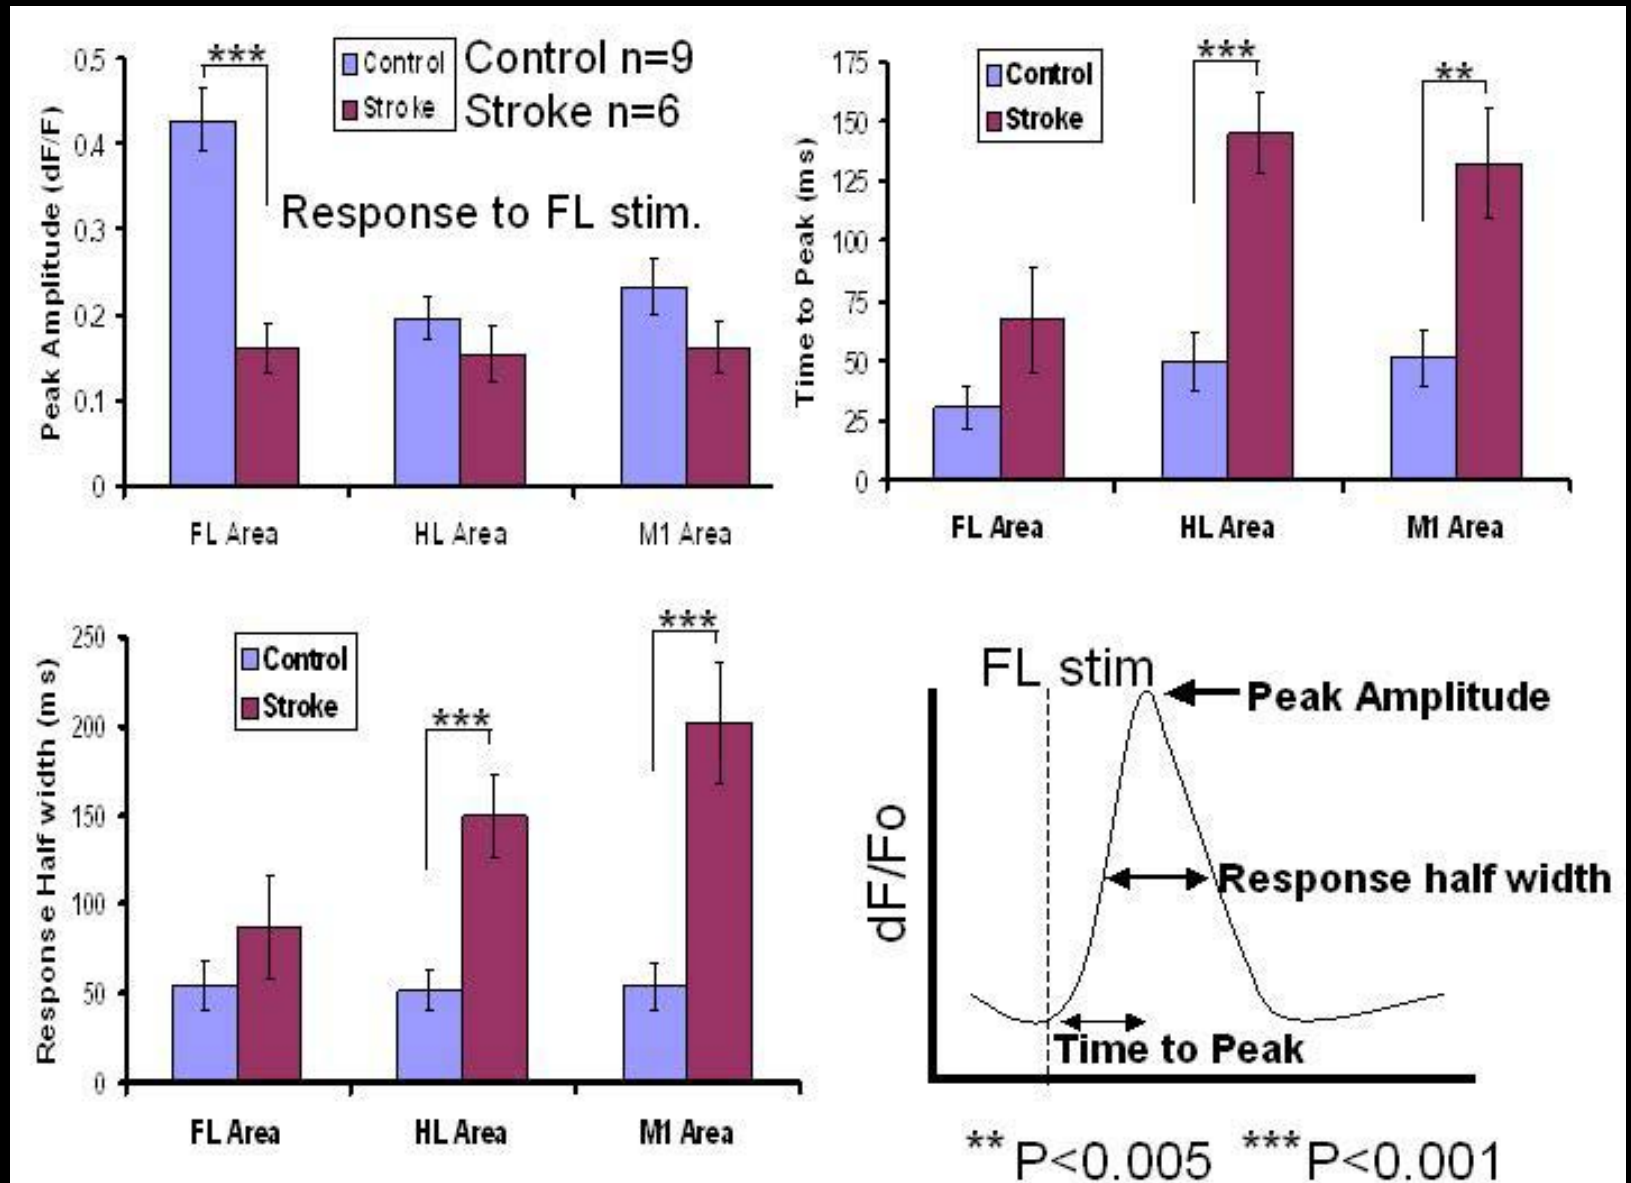 ***
Control
Stroke
Control n=9
Stroke n=6
Response to FL stim.
Peak Amplitude (dF/F)
0.5
0.4
0.3
0.2
0.1
0
FL Area
HL Area
M1 Area
***
**
Control
Stroke
Time to Peak (ms)
175
150
125
100
75
50
25
0
FL Area
HL Area
M1 Area
***
***
Control
Stroke
Response Half width (ms)
250
200
150
100
50
0
FL Area
HL Area
M1 Area
FL stim
Peak Amplitude
dF/Fo
Response half width
Time to Peak
**P<0.005 ***P<0.001